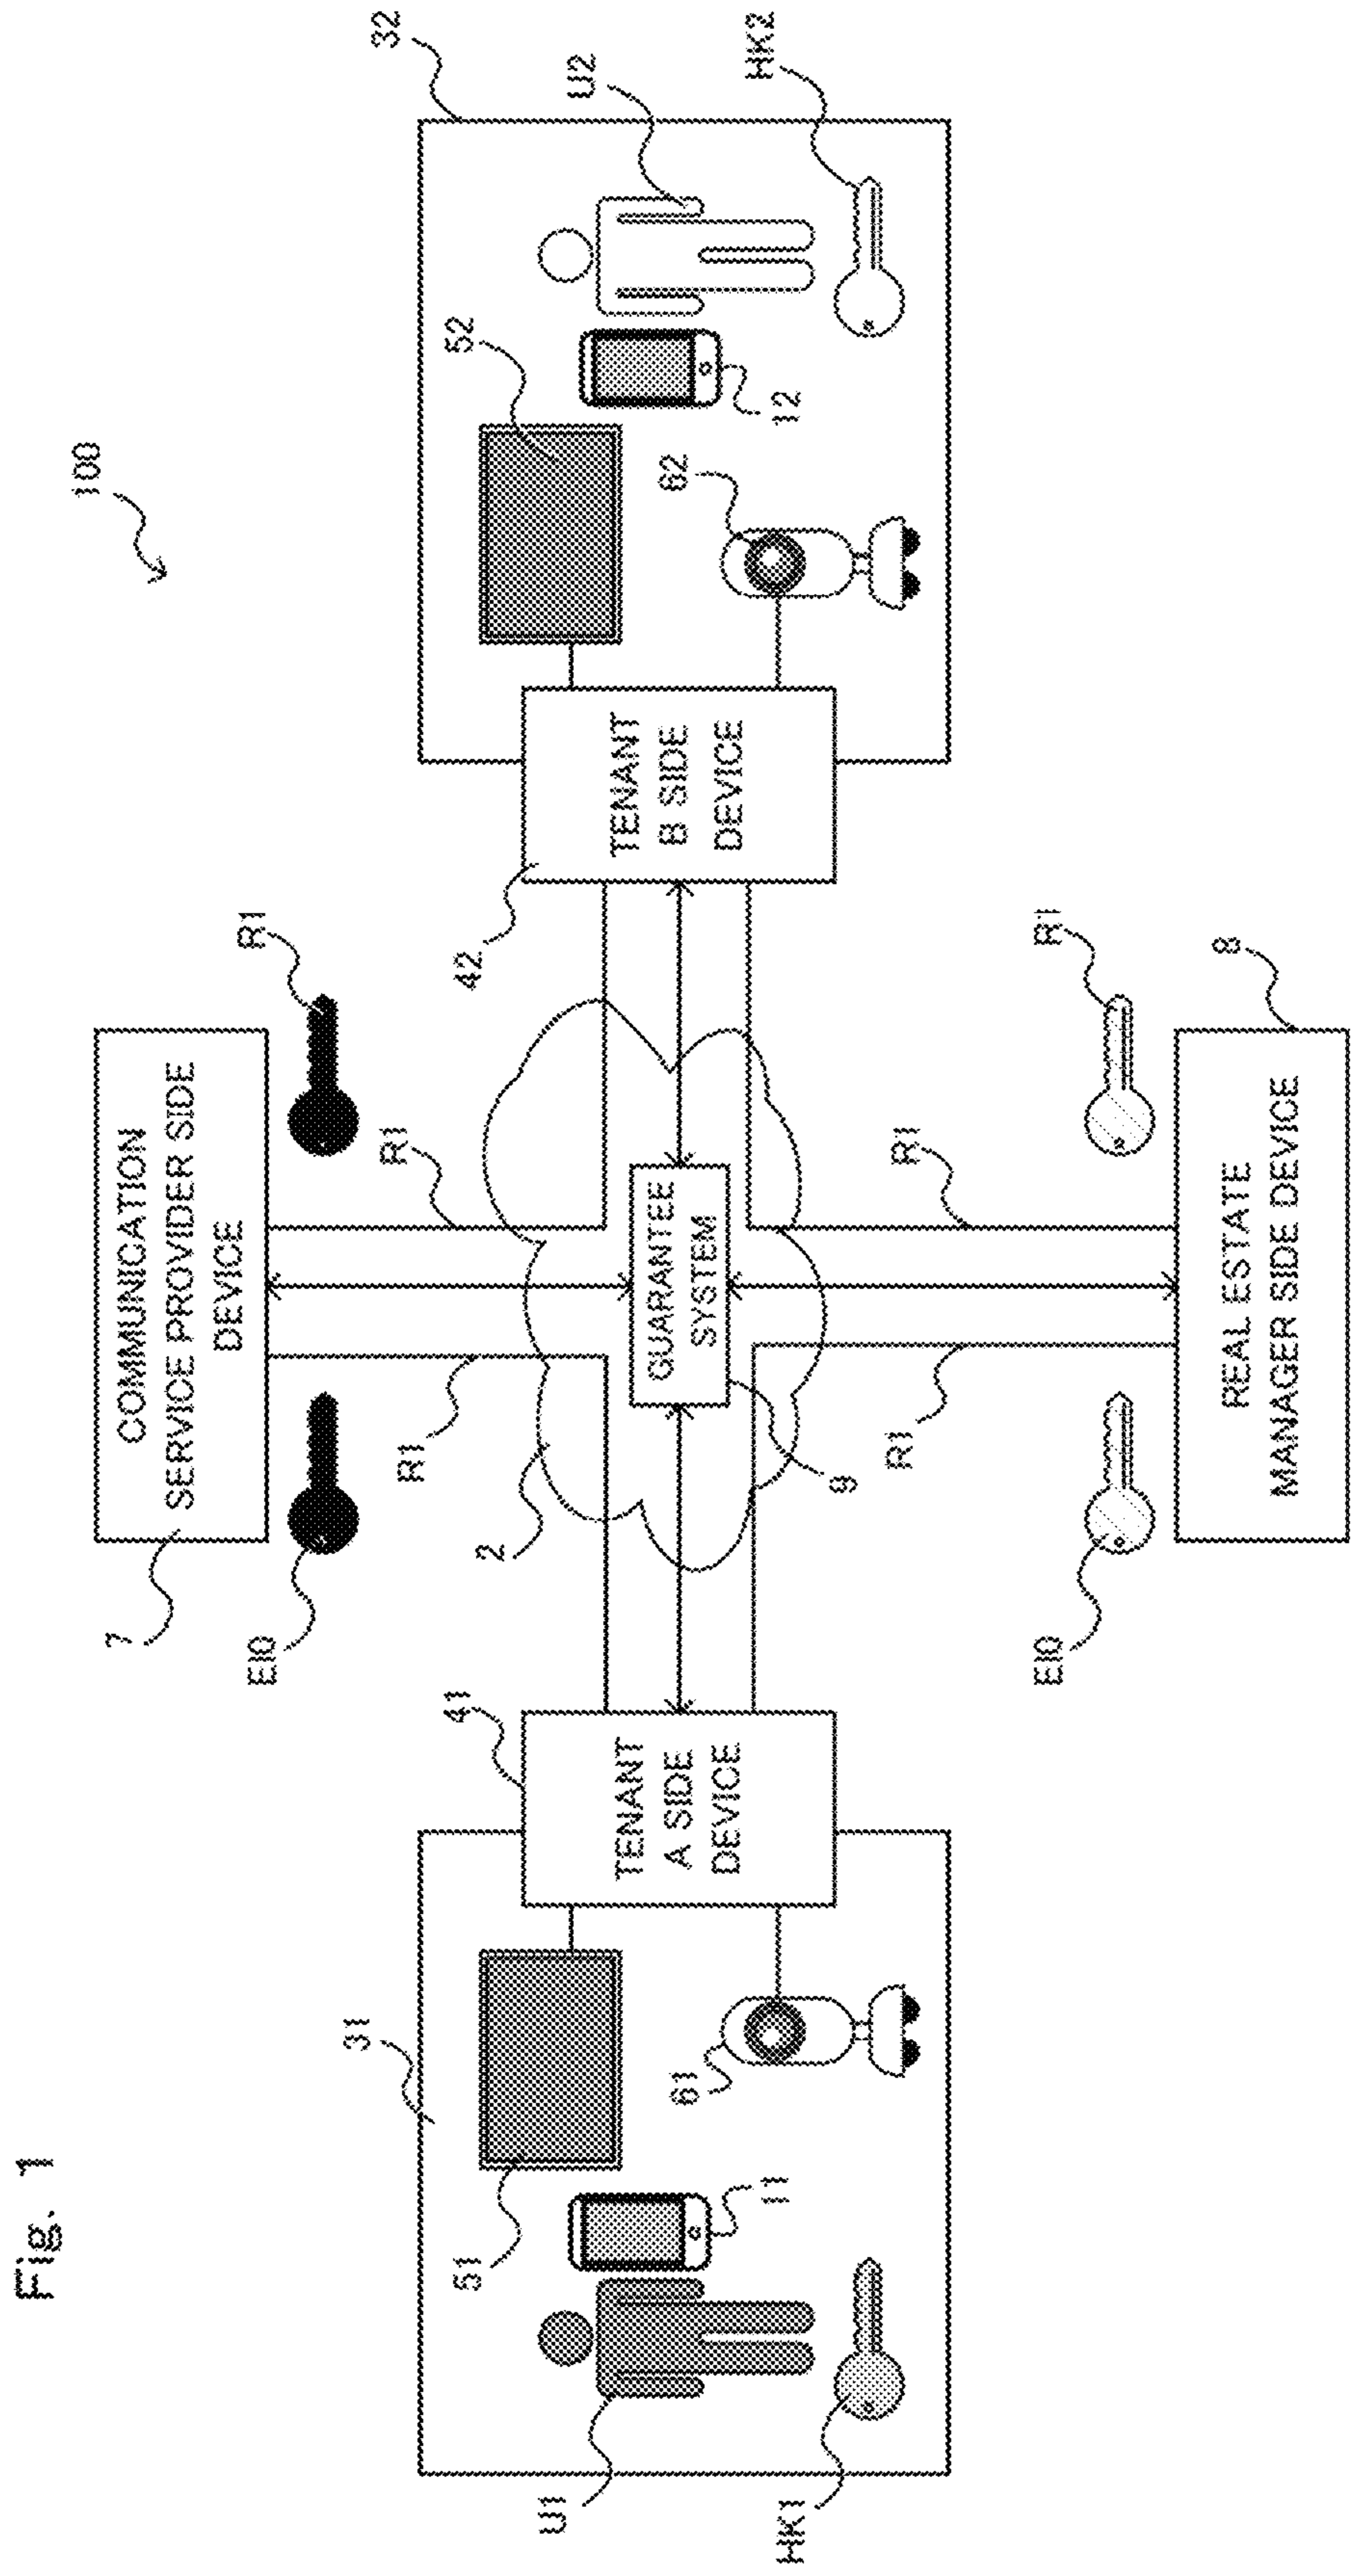 Fig. 1
100
7
COMMUNICATION
SERVICE PROVIDER SIDE
DEVICE
EI0
R1
31
32
R1
R1
51
41
42
52
2
U1
U2
TENANT
A SIDE
DEVICE
GUARANTEE
SYSTEM
TENANT
B SIDE
DEVICE
61
62
11
9
12
HK1
HK2
R1
R1
EI0
R1
8
REAL ESTATE
MANAGER SIDE DEVICE